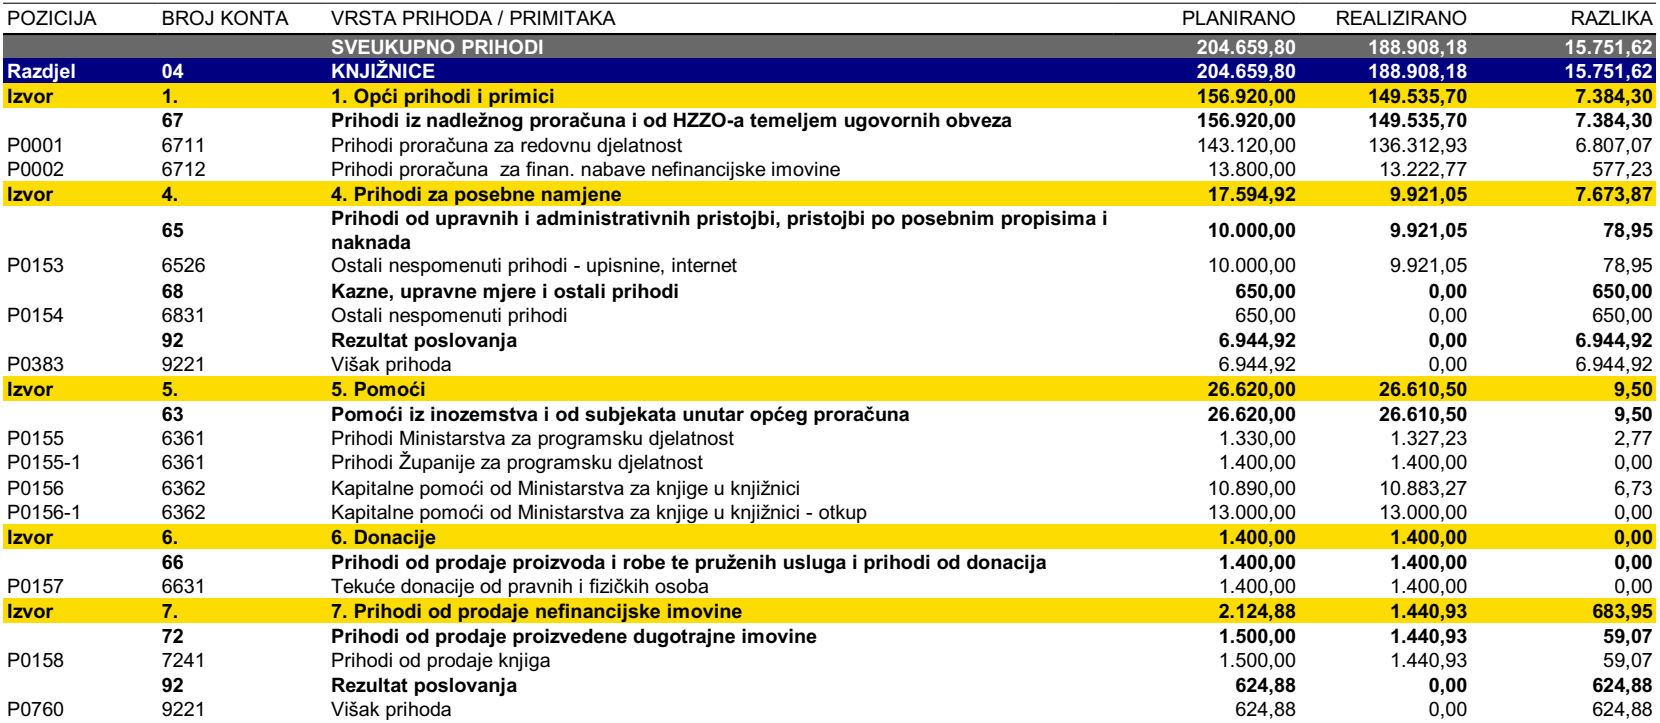 POZICIJA BROJ KONTA VRSTA PRIHODA / PRIMITAKA PLANIRANO REALIZIRANO RAZLIKA
SVEUKUPNO PRIHODI 204.659,80 188.908,18 15.751,62
Razdjel 04 KNJIŽNICE 204.659,80 188.908,18 15.751,62
Izvor 1. 1. Opći prihodi i primici 156.920,00 149.535,70 7.384,30
67 Prihodi iz nadležnog proračuna i od HZZO-a temeljem ugovornih obveza 156.920,00 149.535,70 7.384,30
P0001 6711 Prihodi proračuna za redovnu djelatnost 143.120,00 136.312,93 6.807,07
P0002 6712 Prihodi proračuna za finan. nabave nefinancijske imovine 13.800,00 13.222,77 577,23
Izvor 4. 4. Prihodi za posebne namjene 17.594,92 9.921,05 7.673,87
65 Prihodi od upravnih i administrativnih pristojbi, pristojbi po posebnim propisima i
naknada 10.000,00 9.921,05 78,95
P0153 6526 Ostali nespomenuti prihodi - upisnine, internet 10.000,00 9.921,05 78,95
68 Kazne, upravne mjere i ostali prihodi 650,00 0,00 650,00
P0154 6831 Ostali nespomenuti prihodi 650,00 0,00 650,00
92 Rezultat poslovanja 6.944,92 0,00 6.944,92
P0383 9221 Višak prihoda 6.944,92 0,00 6.944,92
Izvor 5. 5. Pomoći 26.620,00 26.610,50 9,50
63 Pomoći iz inozemstva i od subjekata unutar općeg proračuna 26.620,00 26.610,50 9,50
P0155 6361 Prihodi Ministarstva za programsku djelatnost 1.330,00 1.327,23 2,77
P0155-1 6361 Prihodi Županije za programsku djelatnost 1.400,00 1.400,00 0,00
P0156 6362 Kapitalne pomoći od Ministarstva za knjige u knjižnici 10.890,00 10.883,27 6,73
P0156-1 6362 Kapitalne pomoći od Ministarstva za knjige u knjižnici - otkup 13.000,00 13.000,00 0,00
Izvor 6. 6. Donacije 1.400,00 1.400,00 0,00
66 Prihodi od prodaje proizvoda i robe te pruženih usluga i prihodi od donacija 1.400,00 1.400,00 0,00
P0157 6631 Tekuće donacije od pravnih i fizičkih osoba 1.400,00 1.400,00 0,00
Izvor 7. 7. Prihodi od prodaje nefinancijske imovine 2.124,88 1.440,93 683,95
72 Prihodi od prodaje proizvedene dugotrajne imovine 1.500,00 1.440,93 59,07
P0158 7241 Prihodi od prodaje knjiga 1.500,00 1.440,93 59,07
92 Rezultat poslovanja 624,88 0,00 624,88
P0760 9221 Višak prihoda 624,88 0,00 624,88